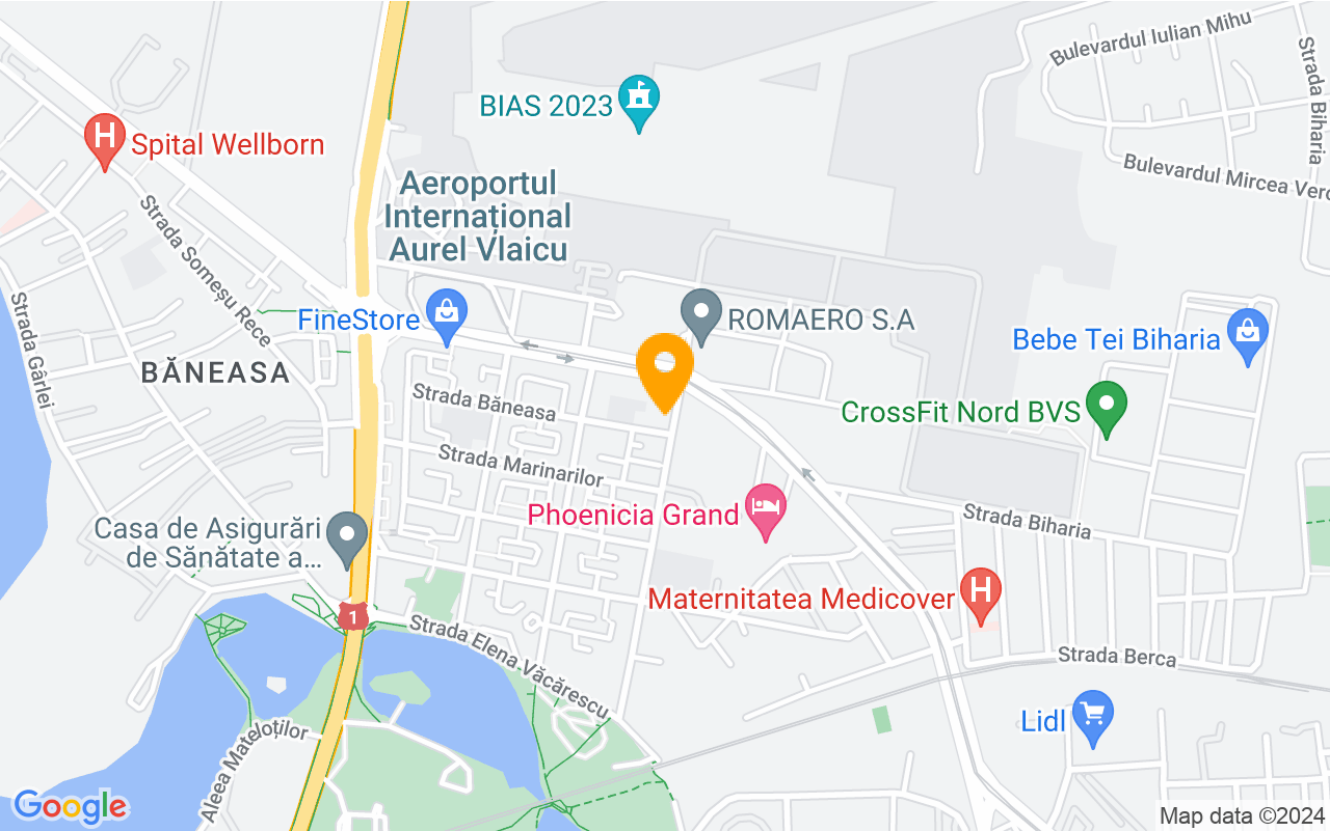 Bulevardul Iulian Mihu
Strada Biharia
BIAS 2023
H
Spital Wellborn
Bulevardul Mircea Verc
Aeroportul
Internațional
Aurel Vlaicu
Strada Someșu Rece
Strada Gârlei
FineStore
ROMAERO S.A
Bebe Tei Biharia
BĂNEASA
Strada Băneasa
CrossFit Nord BVS
Strada Marinarilor
Phoenicia Grand
Strada Biharia
Casa de Asigurări
de Sănătate a...
H
Maternitatea Medicover
1
Strada Elena Văcărescu
Strada Berca
Lidl
Aleea Mateloților
Google
Map data ©2024